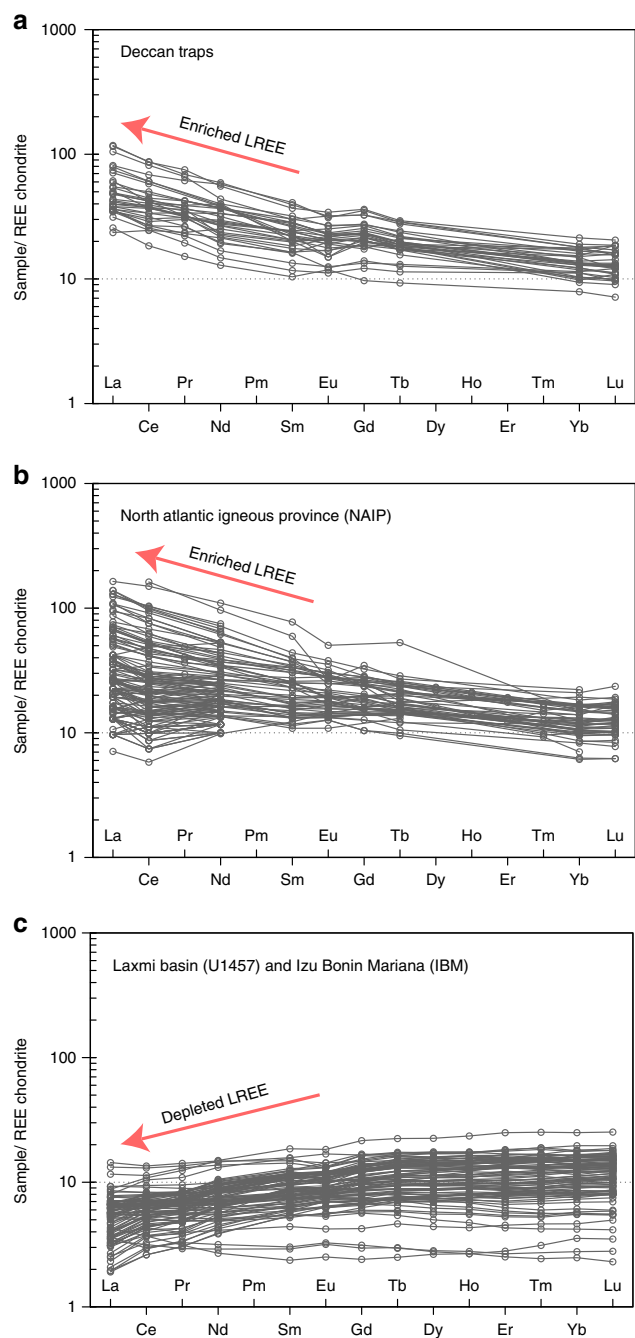 a
1000
Deccan traps
Enriched LREE
100
Sample/ REE chondrite
10
La Pr Pm Eu Tb Ho Tm Lu
1
Ce Nd Sm Gd Dy Er Yb
b
1000
North atlantic igneous province (NAIP)
Enriched LREE
100
Sample/ REE chondrite
10
La Pr Pm Eu Tb Ho Tm Lu
1
Ce Nd Sm Gd Dy Er Yb
c
1000
Laxmi basin (U1457) and Izu Bonin Mariana (IBM)
100
Depleted LREE
Sample/ REE chondrite
10
La Pr Pm Eu Tb Ho Tm Lu
1
Ce Nd Sm Gd Dy Er Yb